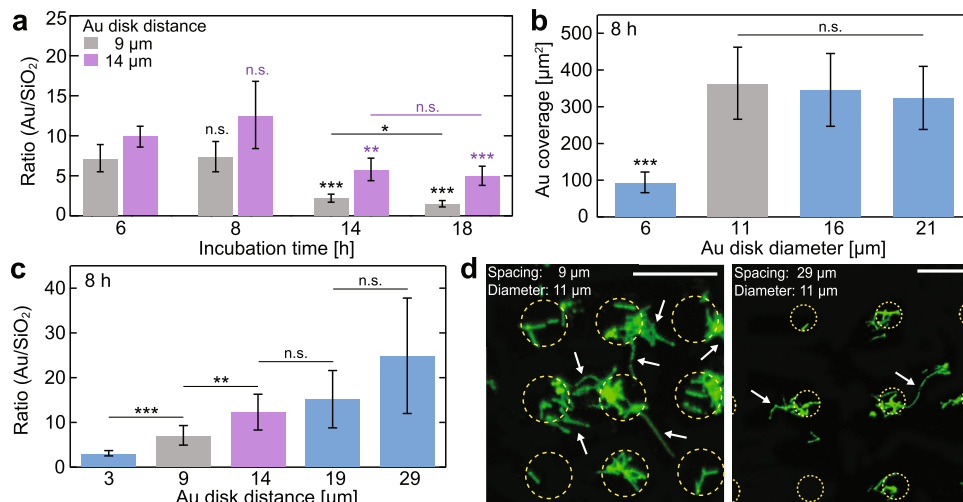 a
Au disk distance
9 µm
14 µm
Ratio (Au/SiO₂)
25
20
15
10
5
0
n.s.
n.s.
n.s.
*
**
***
***
***
6
8
14
18
Incubation time [h]
b
8 h
n.s.
Au coverage [µm²]
500
400
300
200
100
0
***
6
11
16
21
Au disk diameter [µm]
c
8 h
Ratio (Au/SiO₂)
40
30
20
10
0
***
**
n.s.
n.s.
3
9
14
19
29
Au disk distance [µm]
d
Spacing: 9 µm
Diameter: 11 µm
Spacing: 29 µm
Diameter: 11 µm